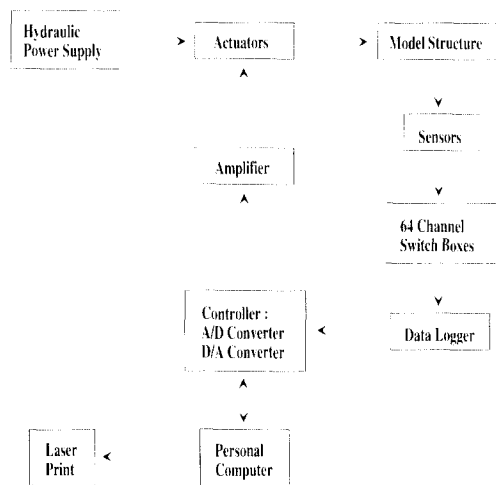 Hydraulic
Power Supply
Actuators
Model Structure
Sensors
Amplifier
64 Channel
Switch Boxes
Controller :
A/D Converter
D/A Converter
Data Logger
Laser
Print
Personal
Computer